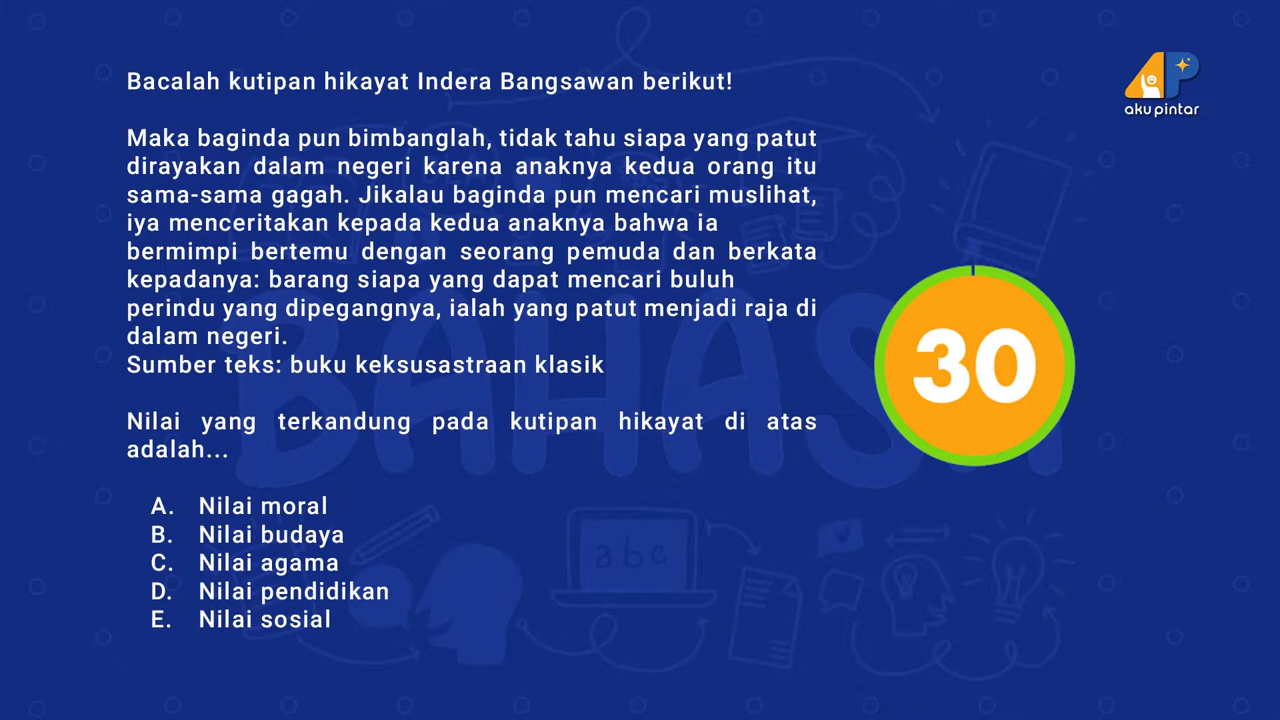 Bacalah kutipan hikayat Indera Bangsawan berikut!
aku pintar
Maka baginda pun bimbanglah, tidak tahu siapa yang patut
dirayakan dalam negeri karena anaknya kedua orang itu
sama-sama gagah. Jikalau baginda pun mencari muslihat,
iya menceritakan kepada kedua anaknya bahwa ia
bermimpi bertemu dengan seorang pemuda dan berkata
kepadanya: barang siapa yang dapat mencari buluh
perindu yang dipegangnya, ialah yang patut menjadi raja di
dalam negeri.
Sumber teks: buku keksusastraan klasik
30
Nilai yang terkandung pada kutipan hikayat di atas
adalah...
A. Nilai moral
B. Nilai budaya
C. Nilai agama
D. Nilai pendidikan
E. Nilai sosial
BAHASA
abc